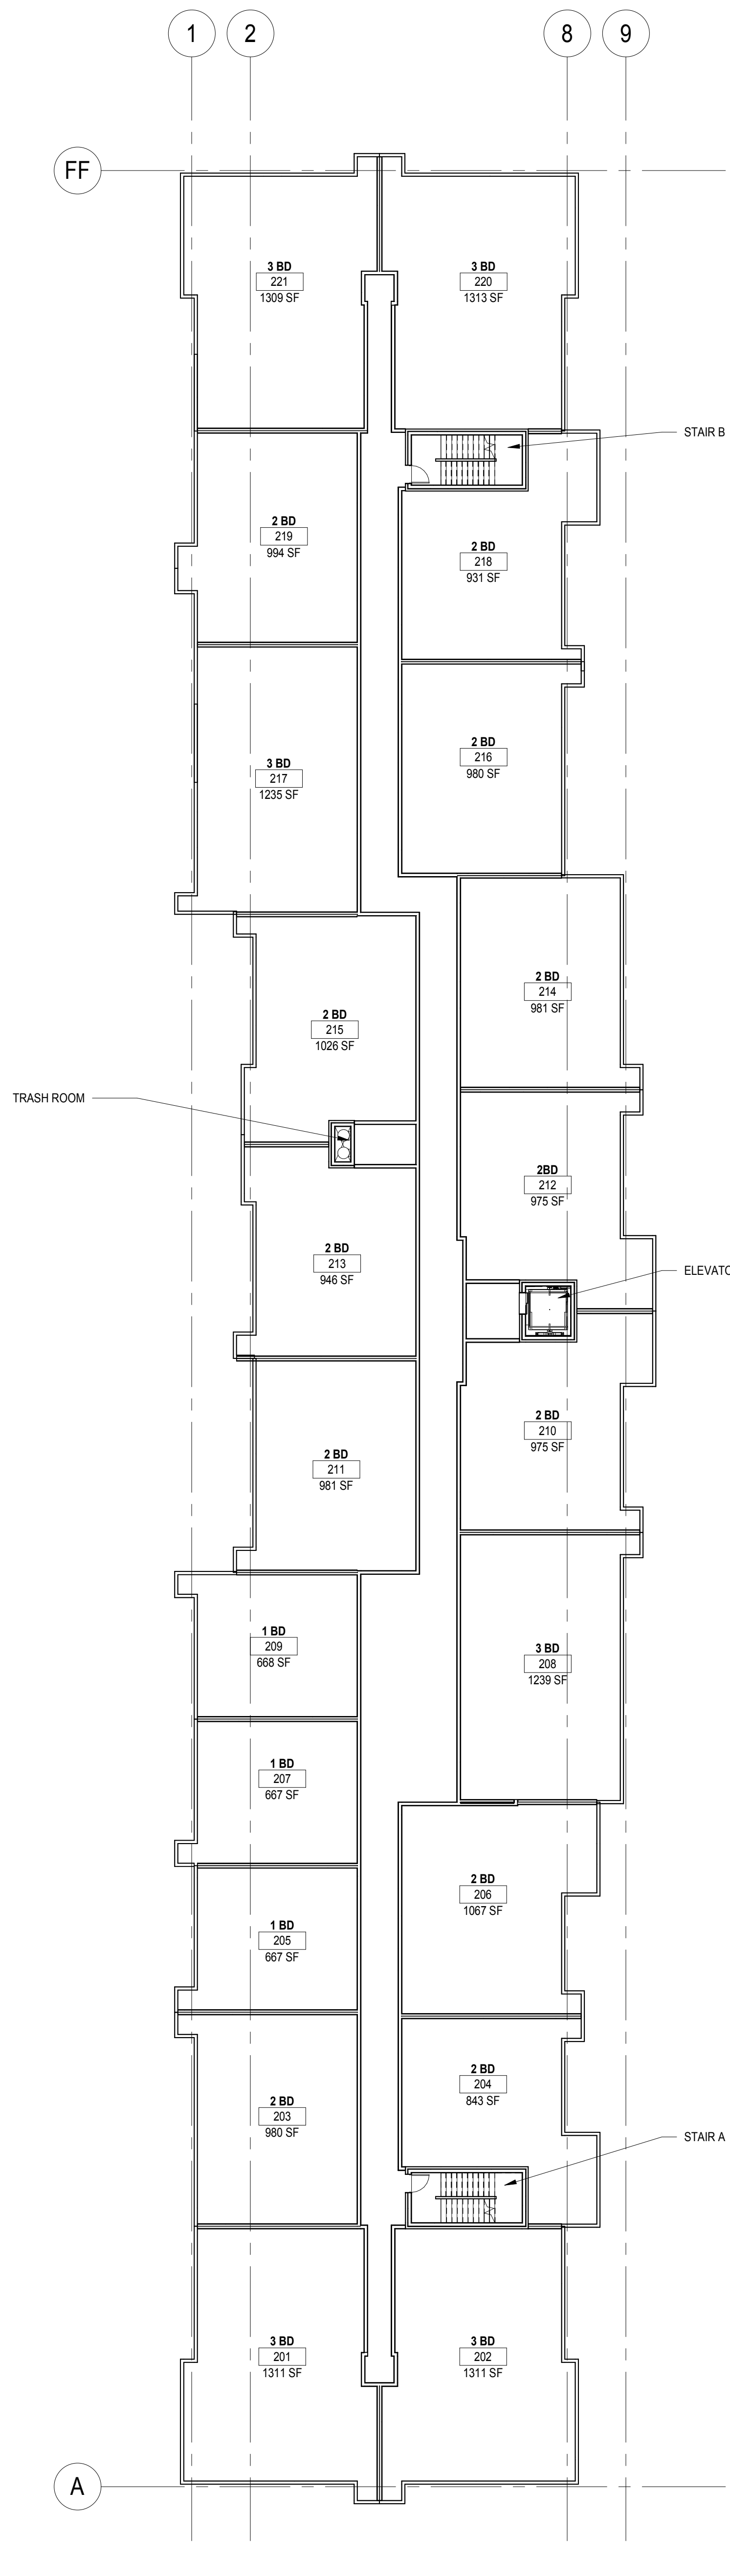 1
2
8
9
FF
3 BD
221
1309 SF
3 BD
220
1313 SF
STAIR B
2 BD
219
994 SF
2 BD
218
931 SF
2 BD
216
980 SF
3 BD
217
1235 SF
2 BD
214
981 SF
2 BD
215
1026 SF
TRASH ROOM
2BD
212
975 SF
2 BD
213
946 SF
ELEVATO
2 BD
210
975 SF
2 BD
211
981 SF
1 BD
209
668 SF
3 BD
208
1239 SF
1 BD
207
667 SF
2 BD
206
1067 SF
1 BD
205
667 SF
2 BD
204
843 SF
2 BD
203
980 SF
STAIR A
3 BD
201
1311 SF
3 BD
202
1311 SF
A